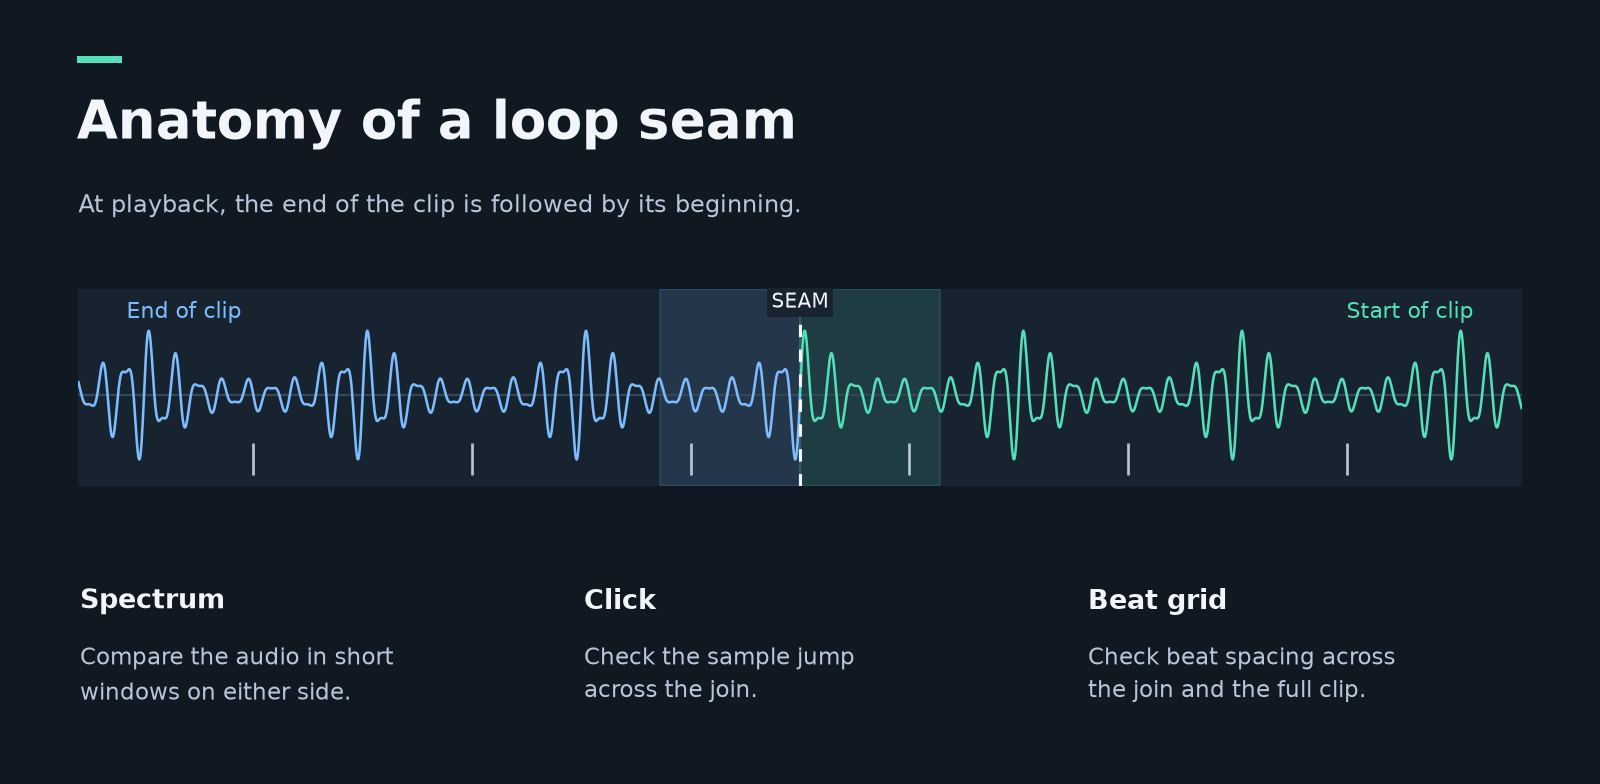 Anatomy of a loop seam
At playback, the end of the clip is followed by its beginning.
End of clip
SEAM
Start of clip
Spectrum
Compare the audio in short
windows on either side.
Click
Check the sample jump
across the join.
Beat grid
Check beat spacing across
the join and the full clip.